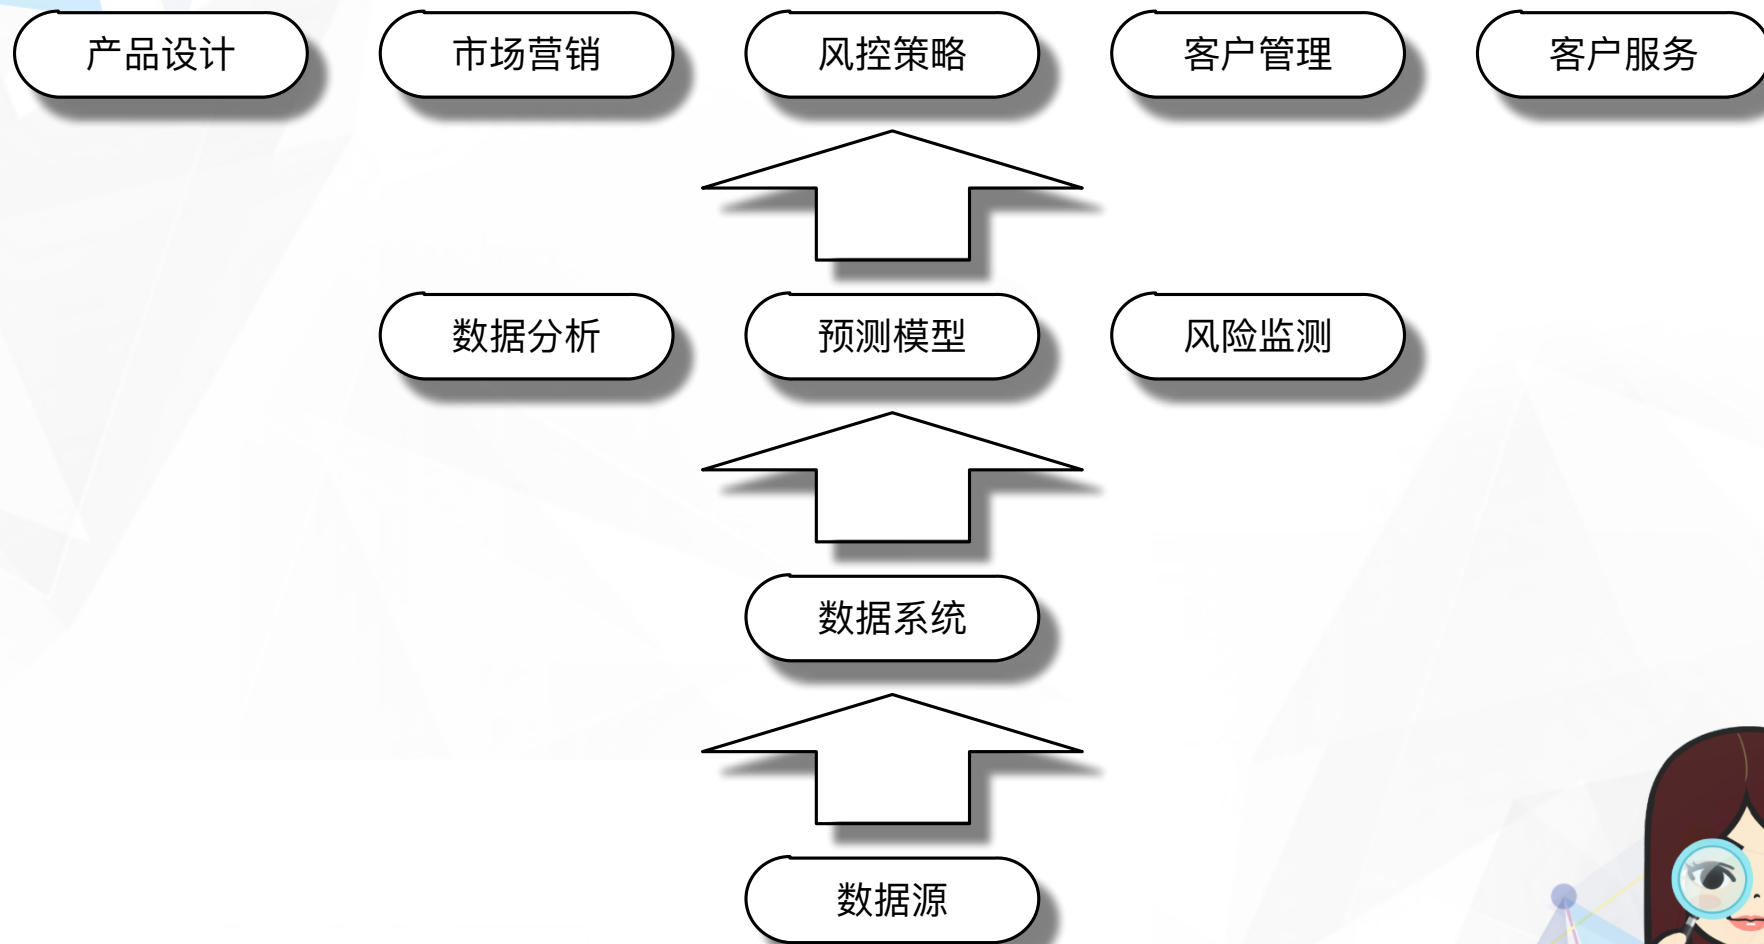 产品设计
市场营销
风控策略
客户管理
客户服务
数据分析
预测模型
风险监测
数据系统
数据源